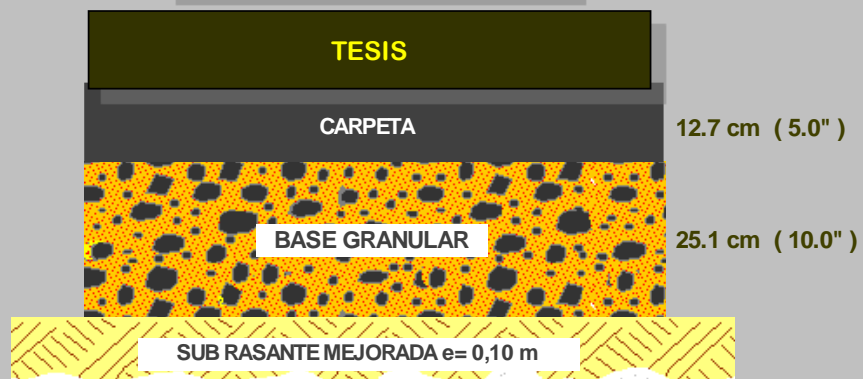 TESIS
CARPETA
12.7 cm ( 5.0" )
BASE GRANULAR
25.1 cm ( 10.0" )
SUB RASANTE MEJORADA e= 0,10 m